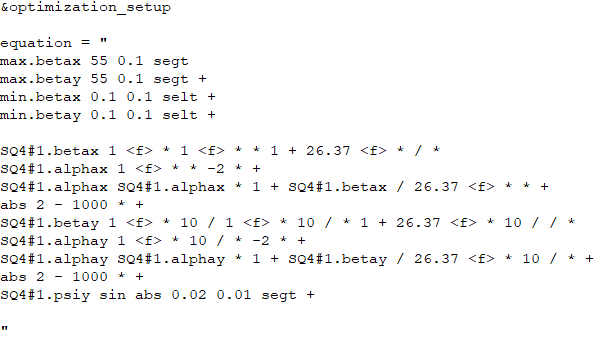 &optimization_setup
equation = "
max.betax 55 0.1 segt
max.betay 55 0.1 segt +
min.betax 0.1 0.1 selt +
min.betay 0.1 0.1 selt +
SQ4#1.betax 1 <f> * 1 <f> * * 1 + 26.37 <f> * / *
SQ4#1.alphax 1 <f> * * -2 * +
SQ4#1.alphax SQ4#1.alphax * 1 + SQ4#1.betax / 26.37 <f> * * +
abs 2 - 1000 * +
SQ4#1.betay 1 <f> * 10 / 1 <f> * 10 / * 1 + 26.37 <f> * 10 / / *
SQ4#1.alphay 1 <f> * 10 / * -2 * +
SQ4#1.alphay SQ4#1.alphay * 1 + SQ4#1.betay / 26.37 <f> * 10 / * +
abs 2 - 1000 * +
SQ4#1.psiy sin abs 0.02 0.01 segt +
"